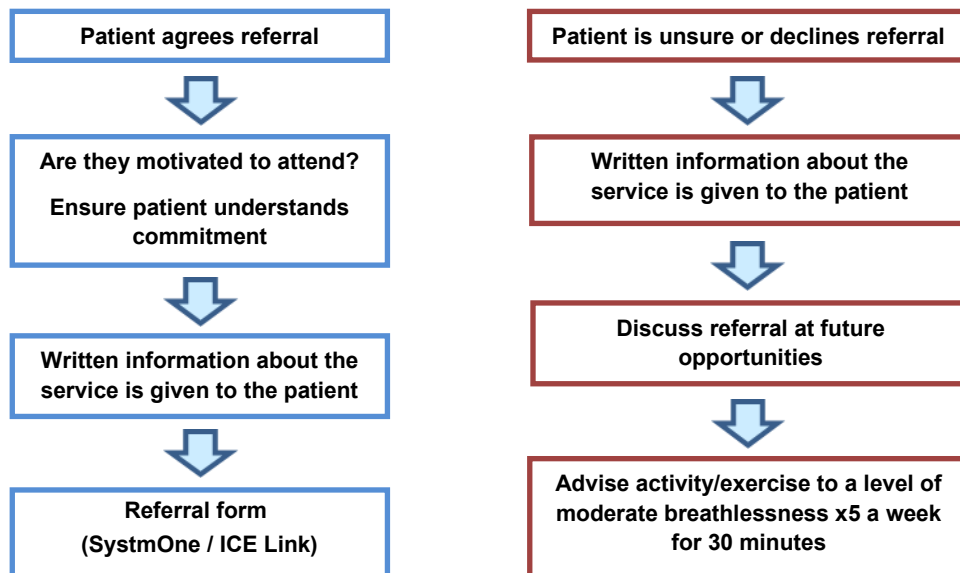 Patient agrees referral
Are they motivated to attend?
Ensure patient understands
commitment
Written information about the
service is given to the patient
Referral form
(SystmOne / ICE Link)
Patient is unsure or declines referral
Written information about the
service is given to the patient
Discuss referral at future
opportunities
Advise activity/exercise to a level of
moderate breathlessness x5 a week
for 30 minutes